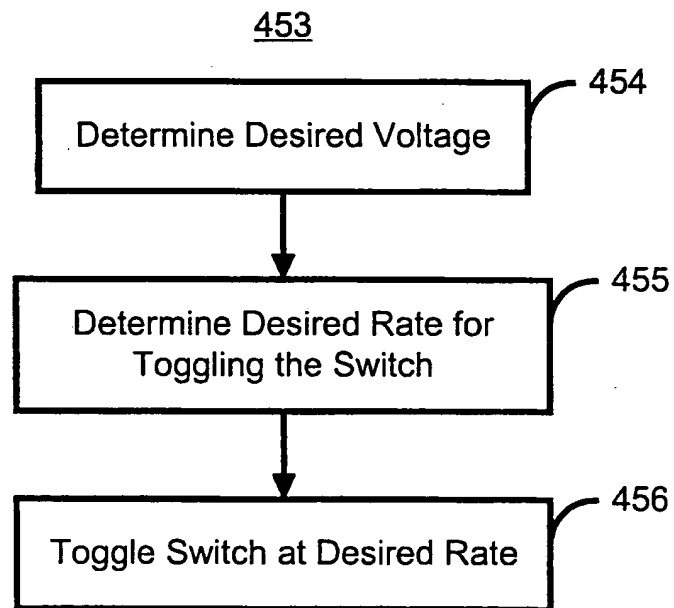 453
454
Determine Desired Voltage
455
Determine Desired Rate for
Toggling the Switch
456
Toggle Switch at Desired Rate